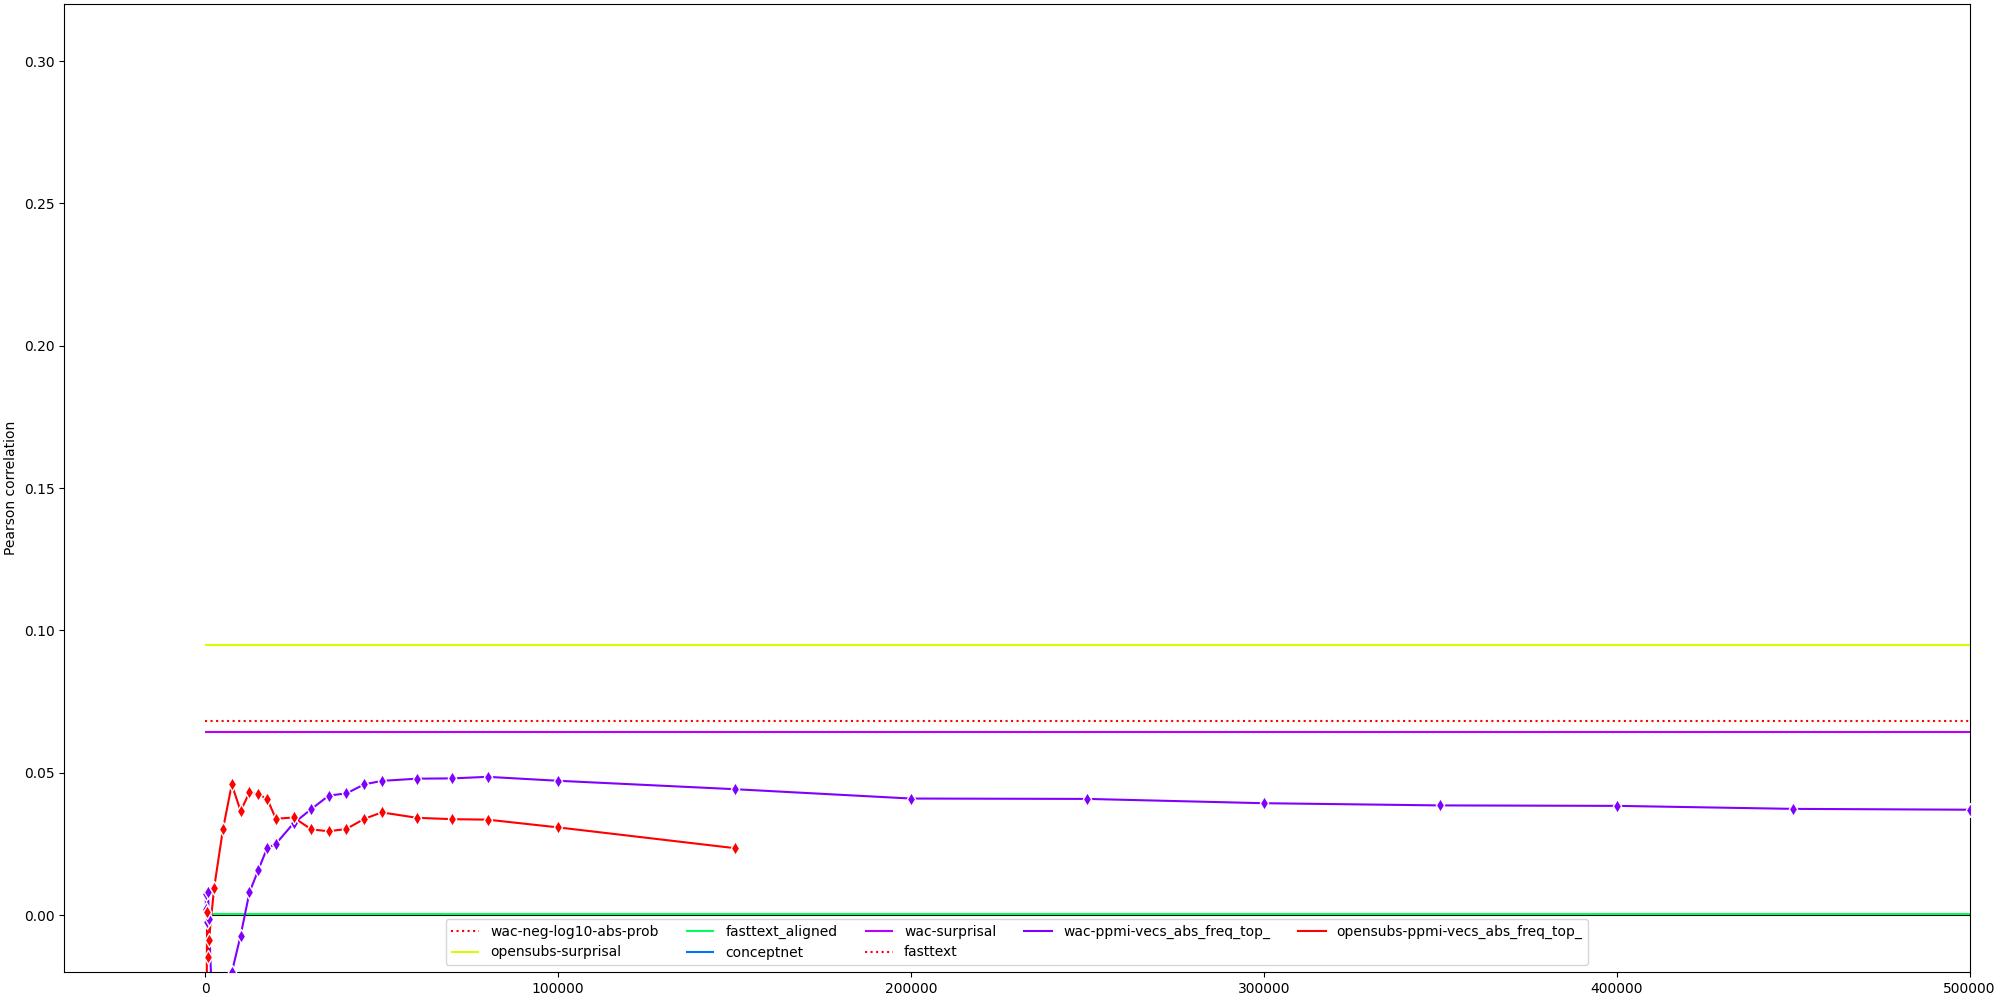 0.30
0.25
0.20
0.15
0.10
0.05
0.00
Pearson correlation
wac-neg-log10-abs-prob
opensubs-surprisal
fasttext_aligned
conceptnet
wac-surprisal
fasttext
wac-ppmi-vecs_abs_freq_top_
opensubs-ppmi-vecs_abs_freq_top_
0 100000 200000 300000 400000 500000